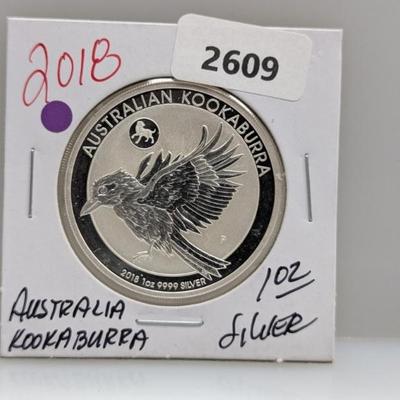 2018
2609
AUSTRALIAN KOOKABURRA
P
2018 1oz 9999 SILVER
AUSTRALIA
KOOKABURRA
1OZ
SILVER